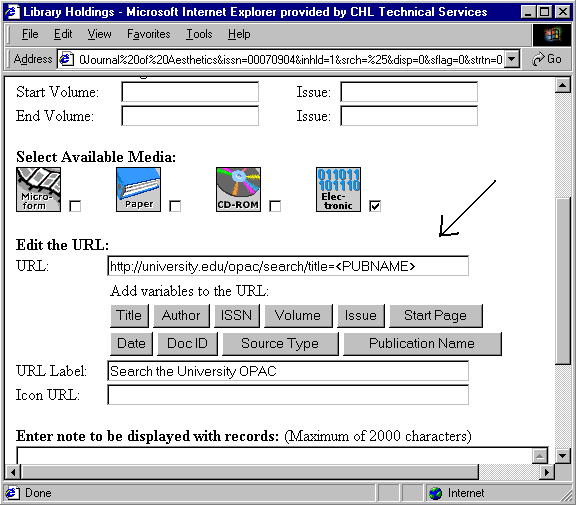 Library Holdings - Microsoft Internet Explorer provided by CHL Technical Services
File Edit View Favorites Tools Help
Address 0Journal%20of%20Aesthetics&issn=00070904&inhld=1&srch=%25&disp=0&sflag=0&strtn=0 Go
Start Volume: Issue:
End Volume: Issue:
Select Available Media:
Micro-form Paper CD-ROM 011011 101110 Elec-tronic
Edit the URL:
URL: http://university.edu/opac/search/title=<PUBNAME>
Add variables to the URL:
Title Author ISSN Volume Issue Start Page
Date Doc ID Source Type Publication Name
URL Label: Search the University OPAC
Icon URL:
Enter note to be displayed with records: (Maximum of 2000 characters)
Done Internet